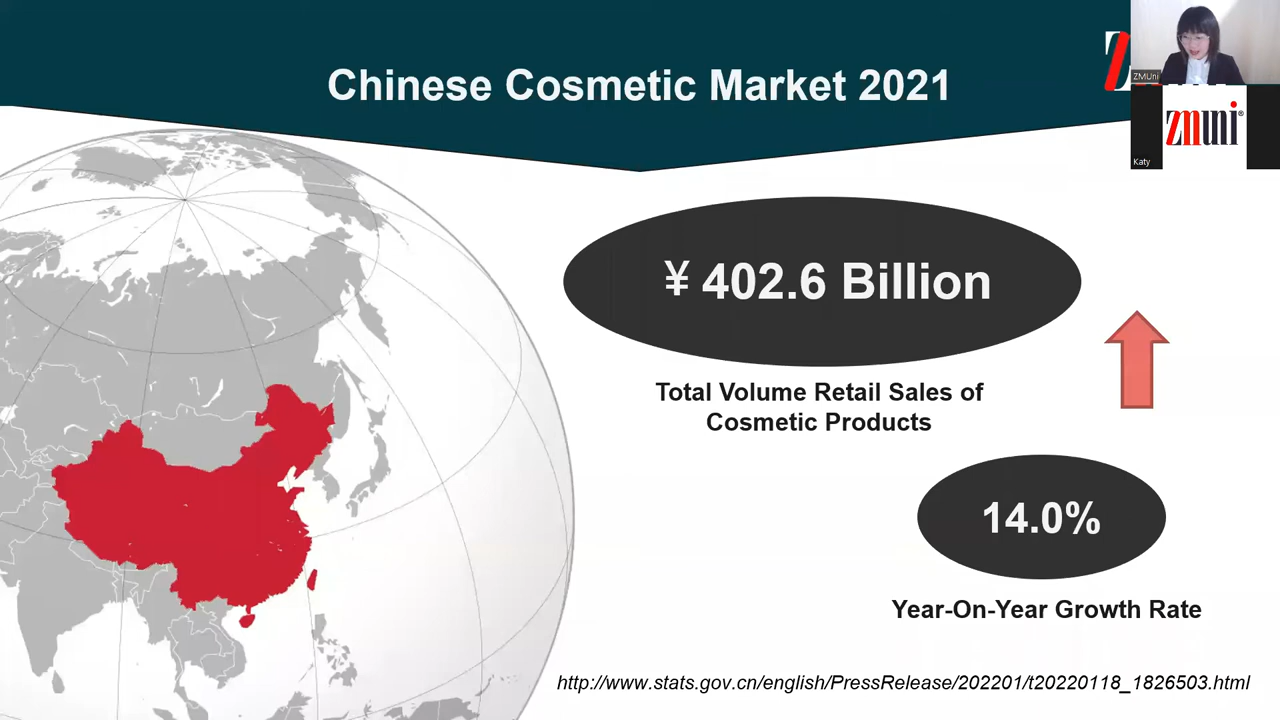 Chinese Cosmetic Market 2021
ZMUni
zmuni®
Katy
¥ 402.6 Billion
Total Volume Retail Sales of
Cosmetic Products
14.0%
Year-On-Year Growth Rate
http://www.stats.gov.cn/english/PressRelease/202201/t20220118_1826503.html